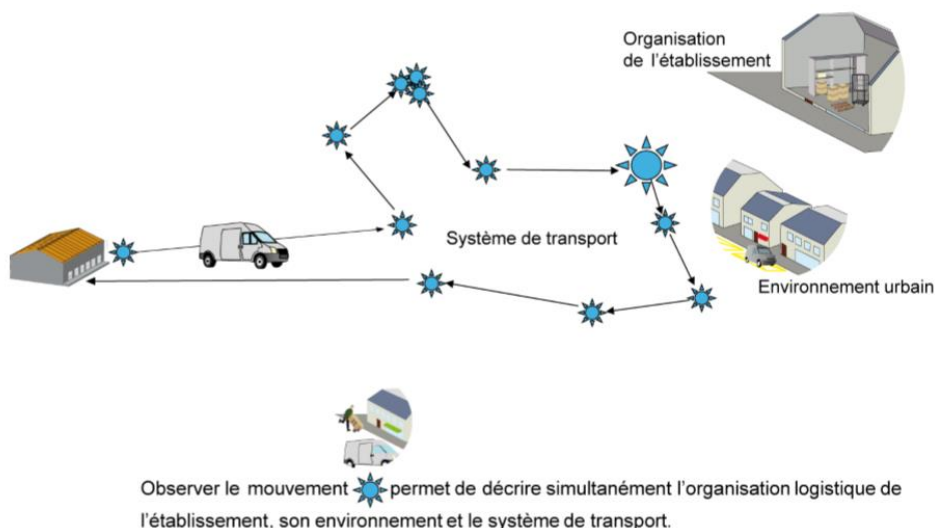 Organisation
de l'établissement
Système de transport
Environnement urbain
Observer le mouvement permet de décrire simultanément l'organisation logistique de
l'établissement, son environnement et le système de transport.